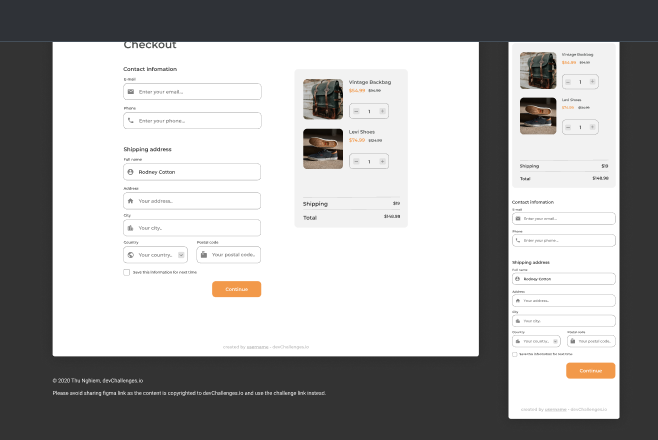 Checkout
Contact information
E-mail
Enter your email...
Phone
Enter your phone...
Shipping address
Full name
Rodney Cotton
Address
Your address..
City
Your city..
Country
Postal code
Your country..
Your postal code..
Save this information for next time
Continue
Vintage Backbag
$54.99 $94.99
1
Levi Shoes
$74.99 $124.99
1
Shipping
$19
Total
$148.98
created by username - devChallenges.io
Vintage Backbag
$54.99 $94.99
1
Levi Shoes
$74.99 $124.99
1
Shipping
$19
Total
$148.98
Contact information
E-mail
Enter your email...
Phone
Enter your phone...
Shipping address
Full name
Rodney Cotton
Address
Your address..
City
Your city..
Country
Postal code
Your country..
Your postal code..
Save this information for next time
Continue
created by username - devChallenges.io
© 2020 Thu Nghiem, devChallenges.io
Please avoid sharing figma link as the content is copyrighted to devChallenges.io and use the challenge link instead.